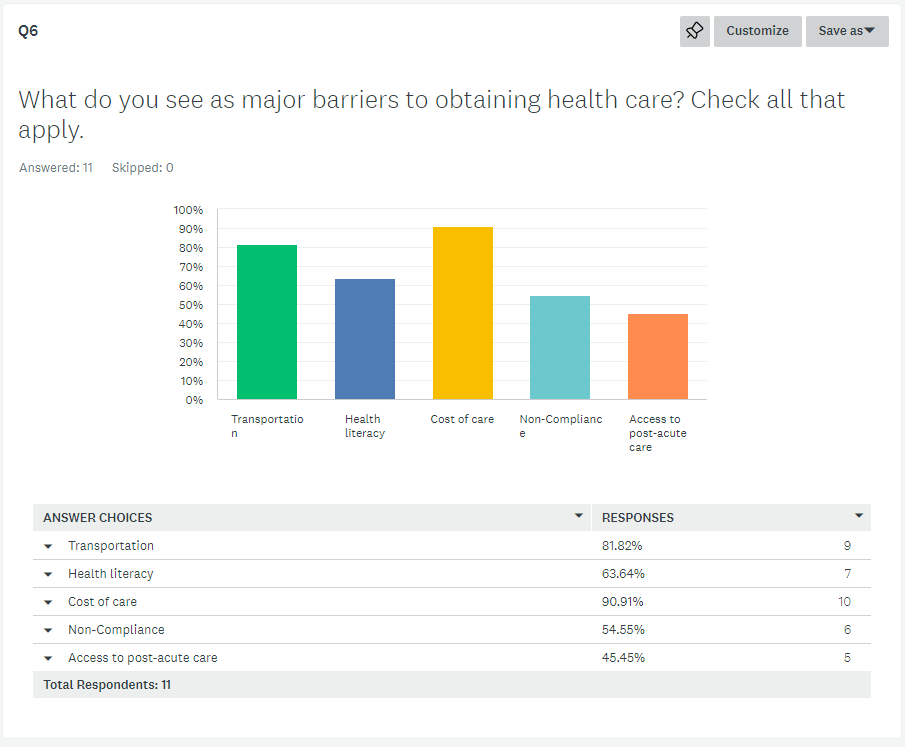 Q6
Customize
Save as
What do you see as major barriers to obtaining health care? Check all that
apply.
Answered: 11 Skipped: 0
100%
90%
80%
70%
60%
50%
40%
30%
20%
10%
0%
Transportatio
n
Health
literacy
Cost of care
Non-Complianc
e
Access to
post-acute
care
ANSWER CHOICES RESPONSES
Transportation 81.82% 9
Health literacy 63.64% 7
Cost of care 90.91% 10
Non-Compliance 54.55% 6
Access to post-acute care 45.45% 5
Total Respondents: 11